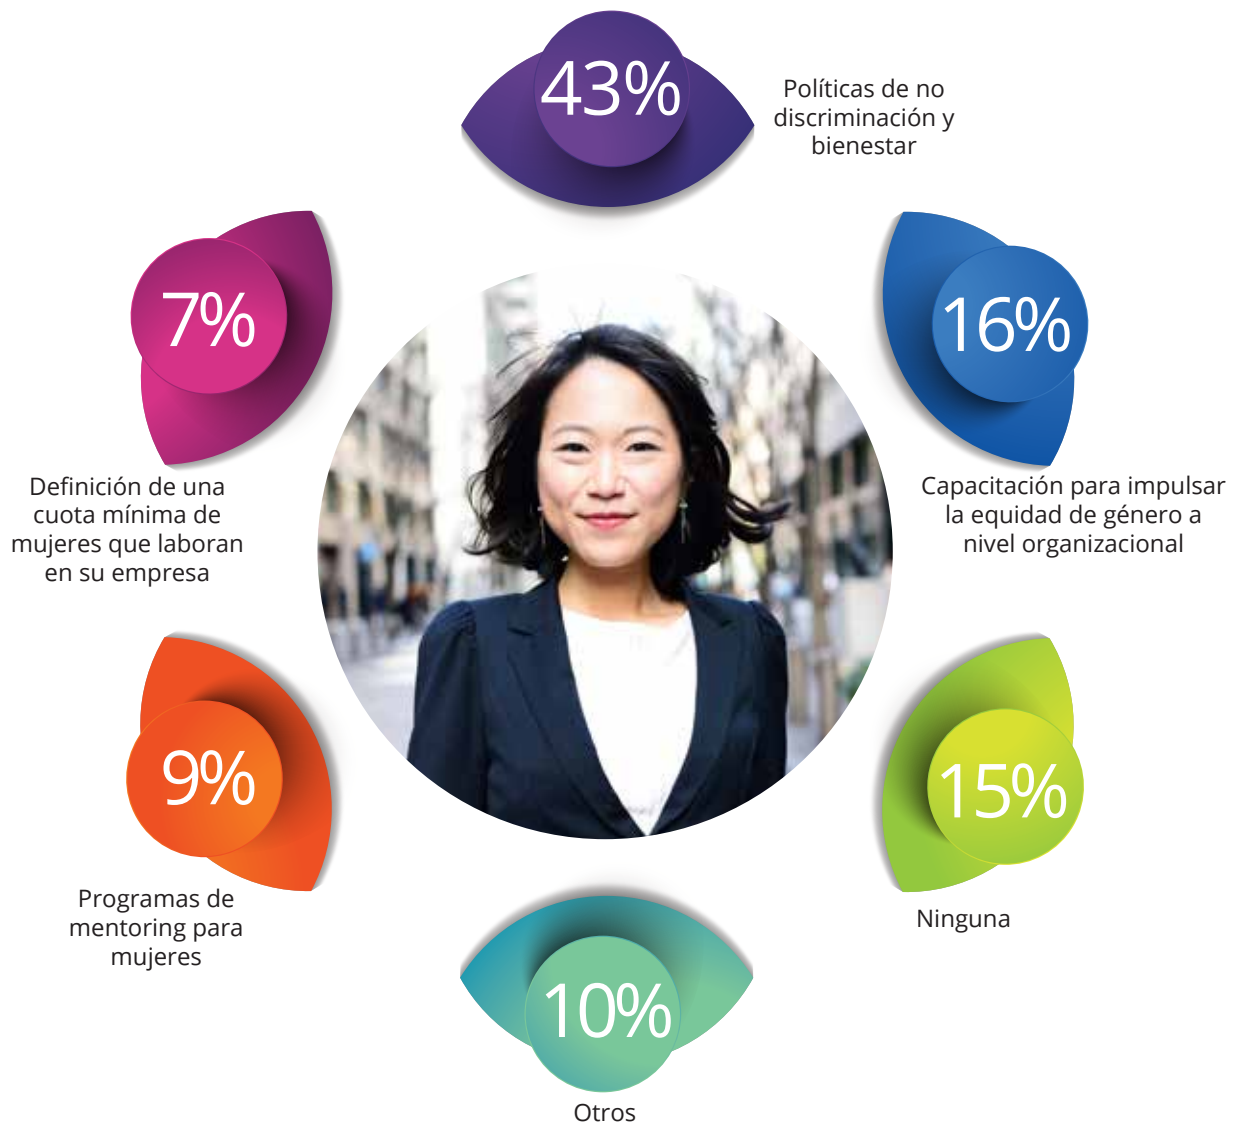 43%
Políticas de no
discriminación y
bienestar
16%
Capacitación para impulsar
la equidad de género a
nivel organizacional
15%
Ninguna
10%
Otros
9%
Programas de
mentoring para
mujeres
7%
Definición de una
cuota mínima de
mujeres que laboran
en su empresa